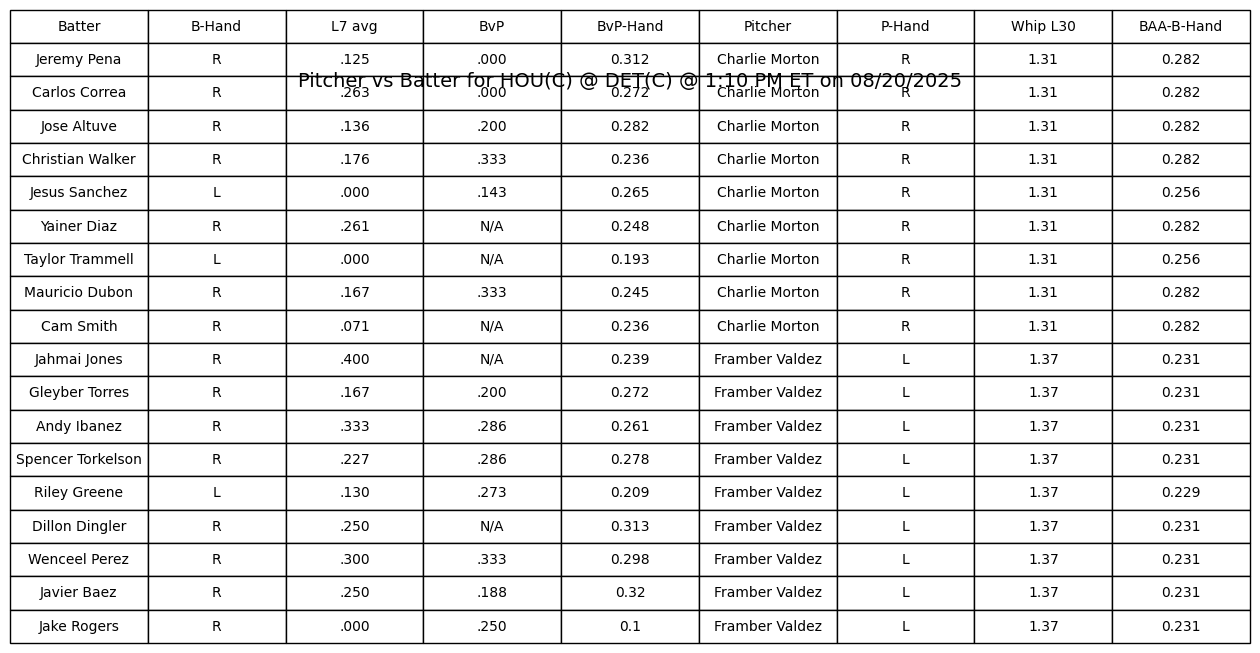 Batter B-Hand L7 avg BvP BvP-Hand Pitcher P-Hand Whip L30 BAA-B-Hand
Jeremy Pena R .125 .000 0.312 Charlie Morton R 1.31 0.282
Pitcher vs Batter for HOU(C) @ DET(C) @ 1:10 PM ET on 08/20/2025
Carlos Correa R .263 .000 0.272 Charlie Morton R 1.31 0.282
Jose Altuve R .136 .200 0.282 Charlie Morton R 1.31 0.282
Christian Walker R .176 .333 0.236 Charlie Morton R 1.31 0.282
Jesus Sanchez L .000 .143 0.265 Charlie Morton R 1.31 0.256
Yainer Diaz R .261 N/A 0.248 Charlie Morton R 1.31 0.282
Taylor Trammell L .000 N/A 0.193 Charlie Morton R 1.31 0.256
Mauricio Dubon R .167 .333 0.245 Charlie Morton R 1.31 0.282
Cam Smith R .071 N/A 0.236 Charlie Morton R 1.31 0.282
Jahmai Jones R .400 N/A 0.239 Framber Valdez L 1.37 0.231
Gleyber Torres R .167 .200 0.272 Framber Valdez L 1.37 0.231
Andy Ibanez R .333 .286 0.261 Framber Valdez L 1.37 0.231
Spencer Torkelson R .227 .286 0.278 Framber Valdez L 1.37 0.231
Riley Greene L .130 .273 0.209 Framber Valdez L 1.37 0.229
Dillon Dingler R .250 N/A 0.313 Framber Valdez L 1.37 0.231
Wenceel Perez R .300 .333 0.298 Framber Valdez L 1.37 0.231
Javier Baez R .250 .188 0.32 Framber Valdez L 1.37 0.231
Jake Rogers R .000 .250 0.1 Framber Valdez L 1.37 0.231